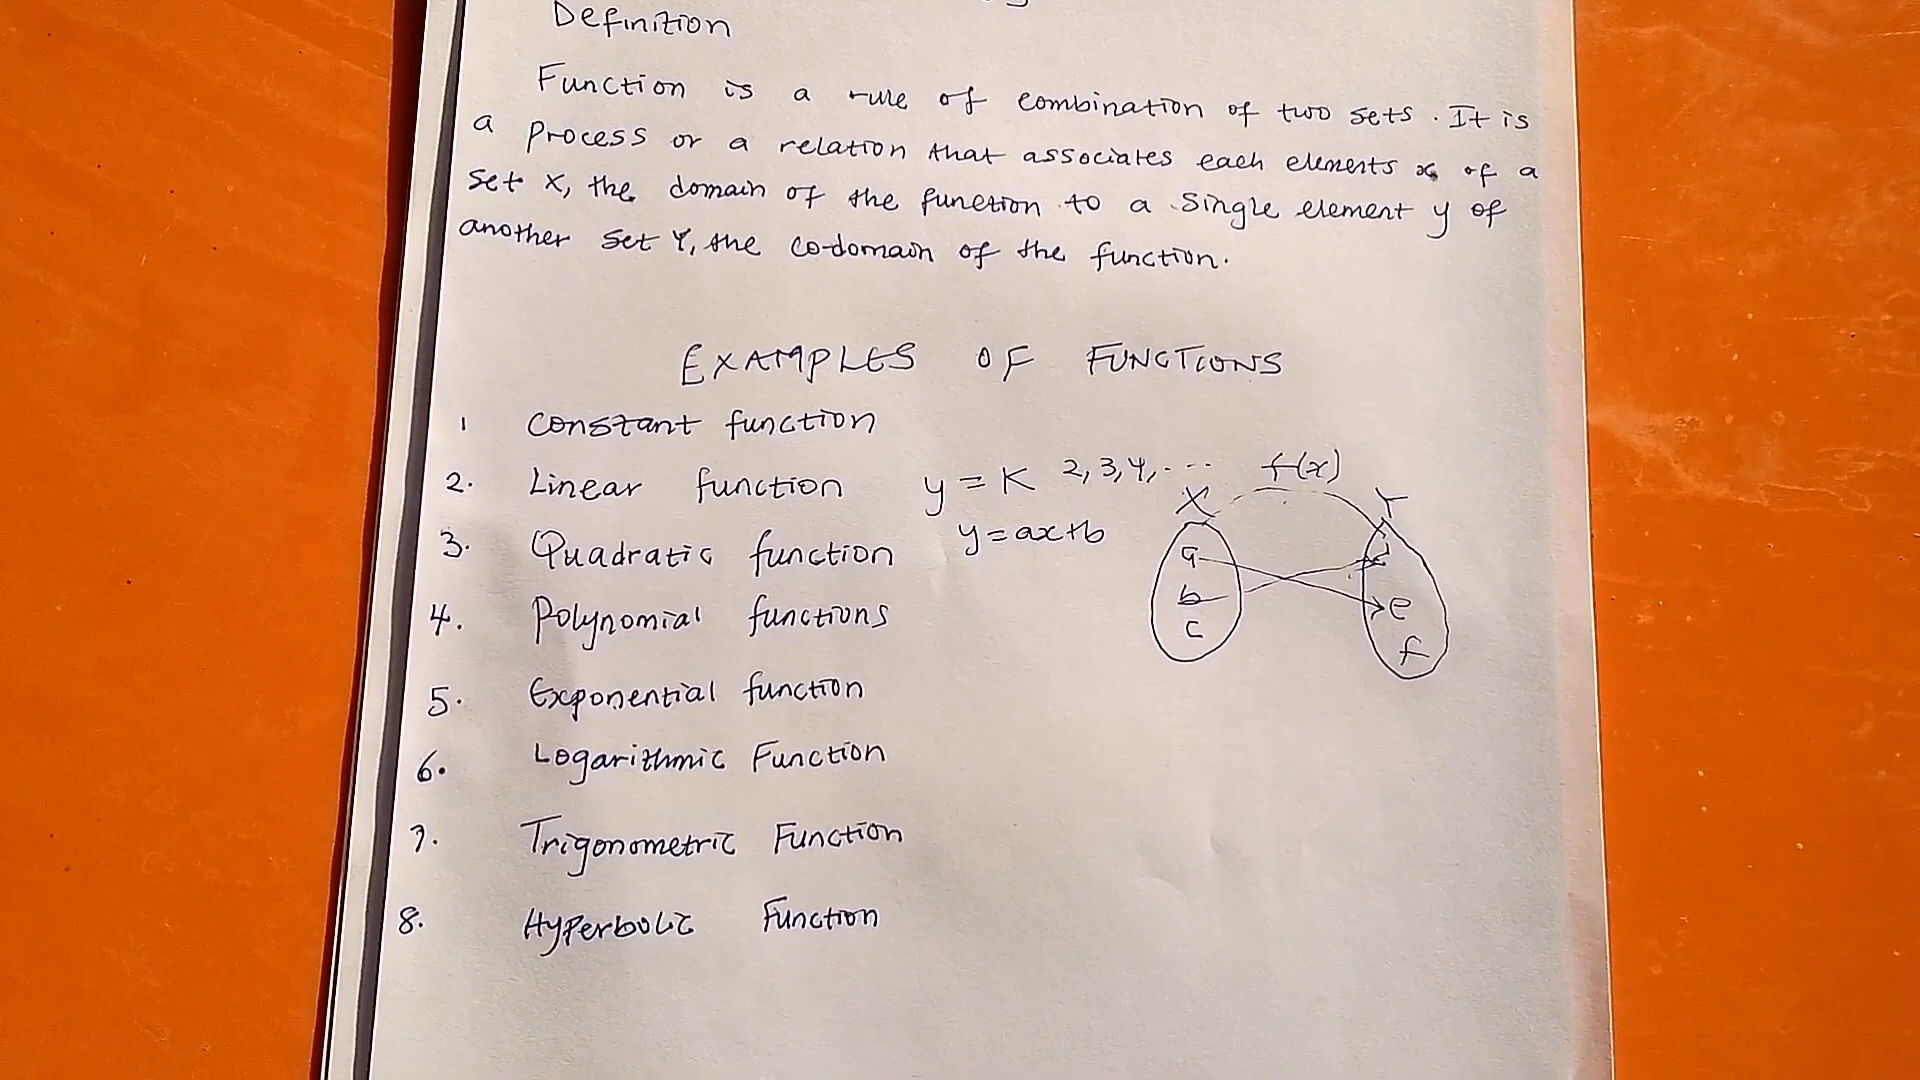 Definition
Function is a rule of combination of two sets. It is
a process or a relation that associates each elements x of a
set X, the domain of the function to a single element y of
another set Y, the co-domain of the function.
EXAMPLES OF FUNCTIONS
1 Constant function
2. Linear function
y = K 2, 3, 4, ...
f(x)
X
Y
3. Quadratic function
y = ax+b
a
b
c
e
f
4. Polynomial functions
5. Exponential function
6. Logarithmic Function
7. Trigonometric Function
8. Hyperbolic Function